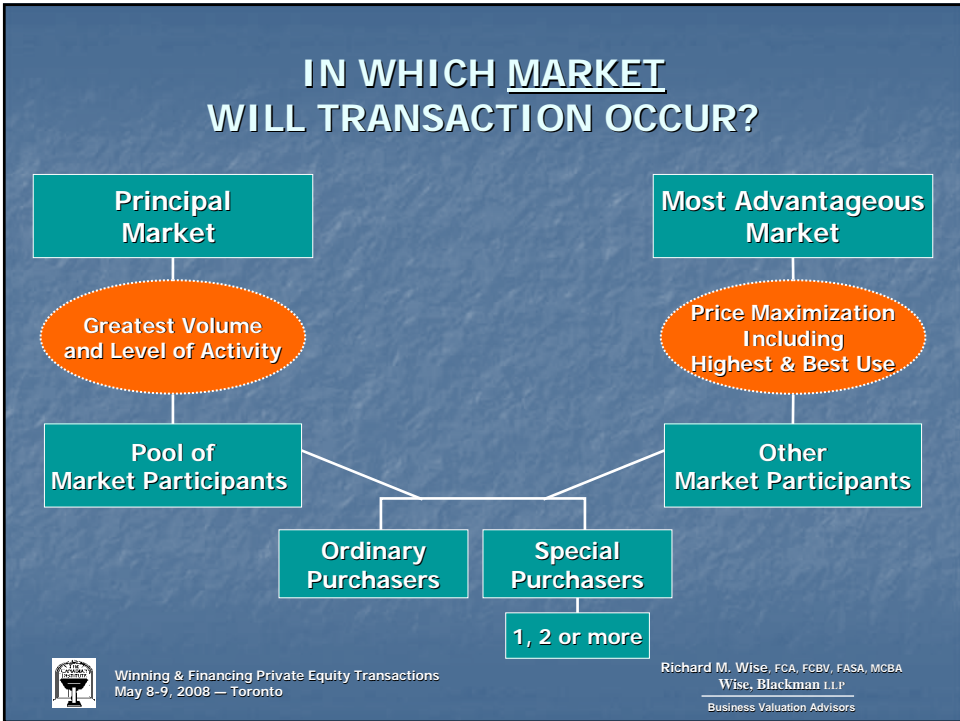 IN WHICH MARKET
WILL TRANSACTION OCCUR?
Principal
Market
Most Advantageous
Market
Greatest Volume
and Level of Activity
Price Maximization
Including
Highest & Best Use
Pool of
Market Participants
Other
Market Participants
Ordinary
Purchasers
Special
Purchasers
1, 2 or more
Winning & Financing Private Equity Transactions
May 8-9, 2008 — Toronto
Richard M. Wise, FCA, FCBV, FASA, MCBA
Wise, Blackman LLP
Business Valuation Advisors